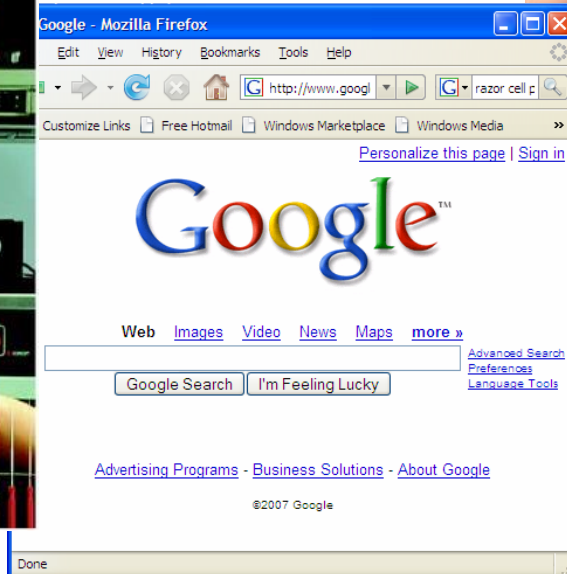 Google - Mozilla Firefox
Edit View History Bookmarks Tools Help
G http://www.googl G razor cell p
Customize Links Free Hotmail Windows Marketplace Windows Media »
Personalize this page | Sign in
Google™
Web Images Video News Maps more »
Advanced Search
Preferences
Language Tools
Google Search I'm Feeling Lucky
Advertising Programs - Business Solutions - About Google
©2007 Google
Done